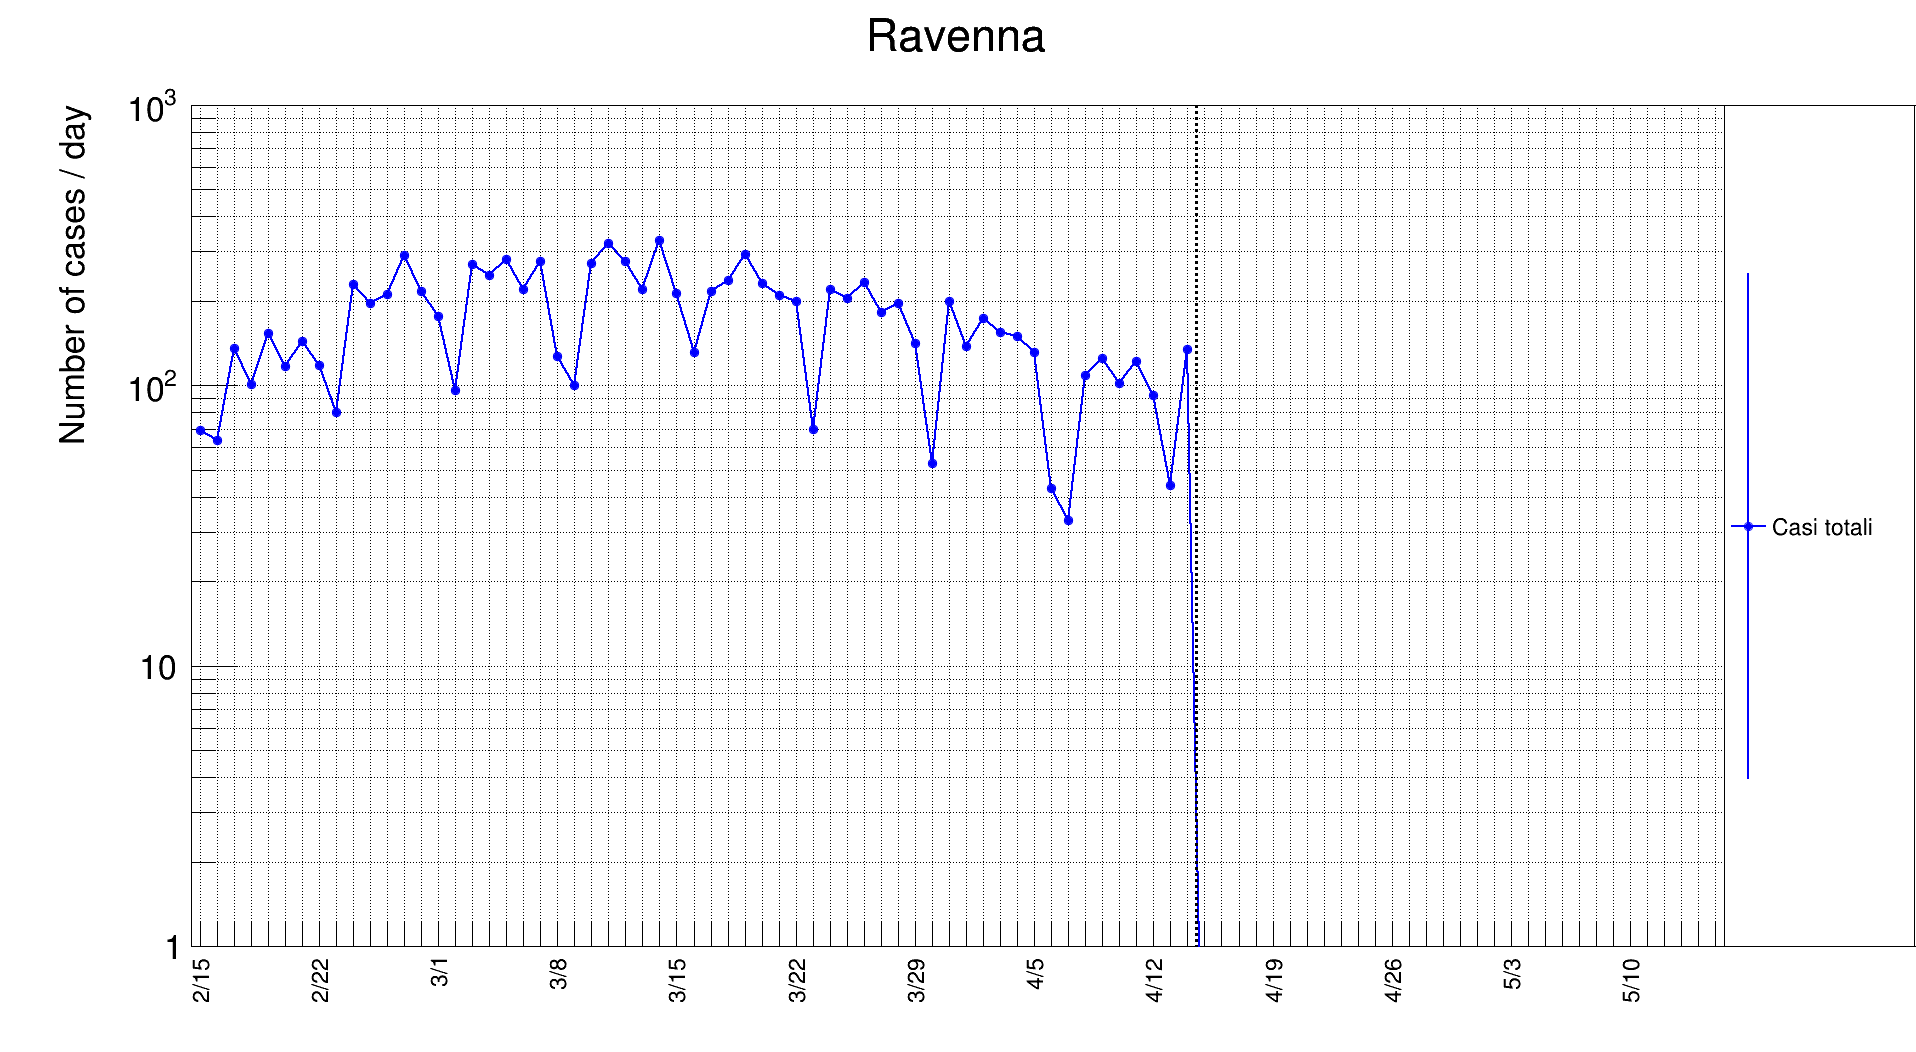 Ravenna
Number of cases / day
10³
10²
10
1
2/15 2/22 3/1 3/8 3/15 3/22 3/29 4/5 4/12 4/19 4/26 5/3 5/10
Casi totali